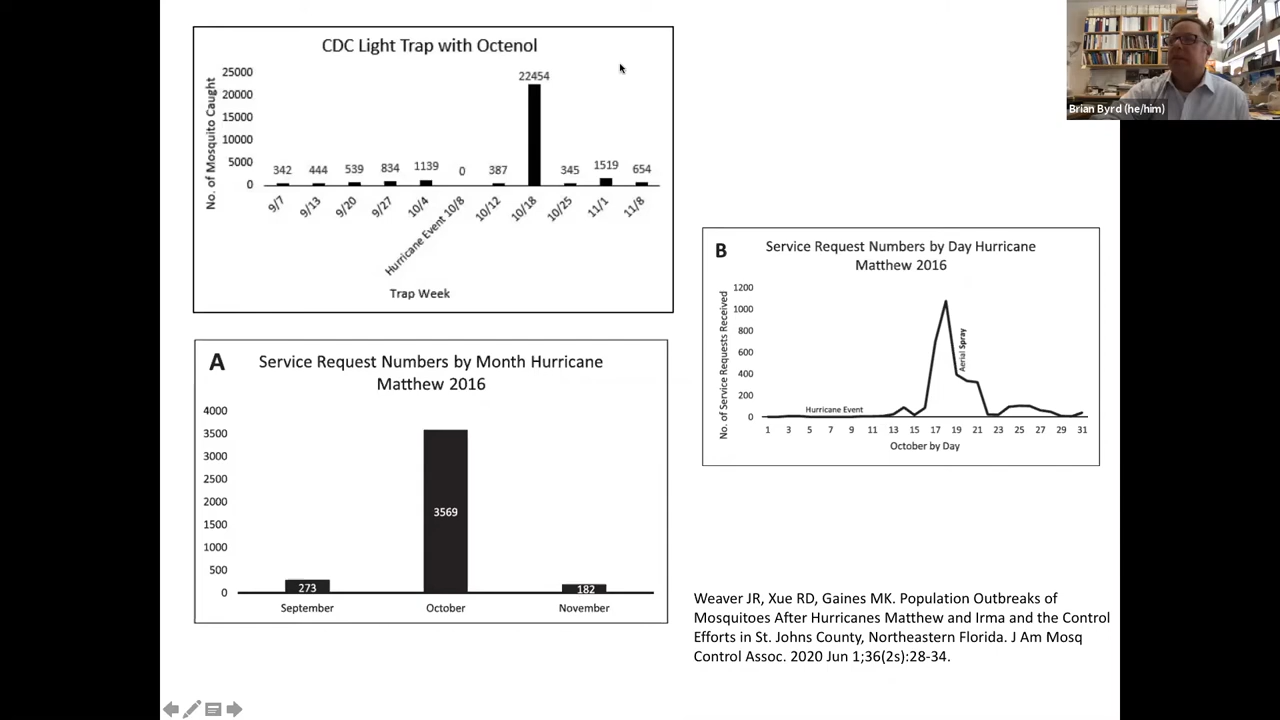 CDC Light Trap with Octenol
No. of Mosquito Caught
25000
20000
15000
10000
5000
0
342
444
539
834
1139
0
387
22454
345
1519
654
9/7
9/13
9/20
9/27
10/4
Hurricane Event 10/8
10/12
10/18
10/25
11/1
11/8
Trap Week
A
Service Request Numbers by Month Hurricane
Matthew 2016
4000
3500
3000
2500
2000
1500
1000
500
0
273
3569
182
September
October
November
Brian Byrd (he/him)
B
Service Request Numbers by Day Hurricane
Matthew 2016
No. of Service Requests Received
1200
1000
800
600
400
200
0
Hurricane Event
Aerial Spray
1 3 5 7 9 11 13 15 17 19 21 23 25 27 29 31
October by Day
Weaver JR, Xue RD, Gaines MK. Population Outbreaks of
Mosquitoes After Hurricanes Matthew and Irma and the Control
Efforts in St. Johns County, Northeastern Florida. J Am Mosq
Control Assoc. 2020 Jun 1;36(2s):28-34.